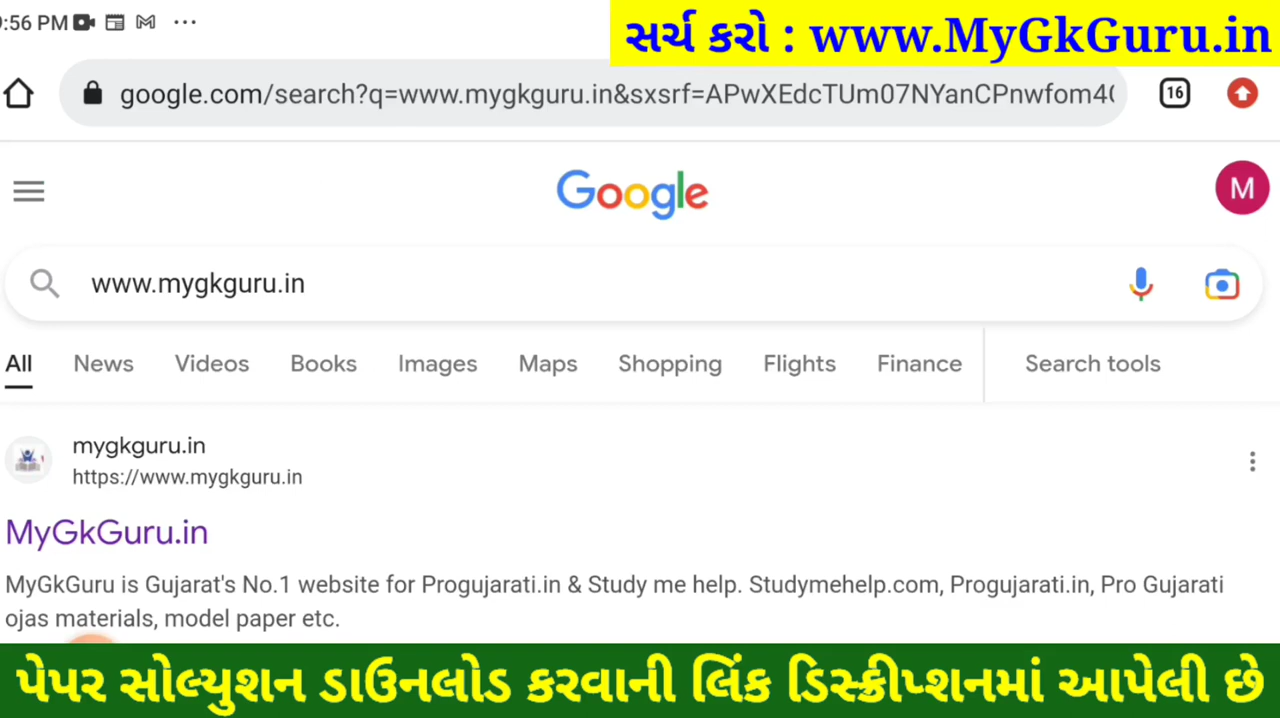 :56 PM
સર્ચ કરો : www.MyGkGuru.in
google.com/search?q=www.mygkguru.in&sxsrf=APwXEdcTUm07NYanCPnwfom4
16
Google
M
www.mygkguru.in
All News Videos Books Images Maps Shopping Flights Finance Search tools
mygkguru.in
https://www.mygkguru.in
MyGkGuru.in
MyGkGuru is Gujarat's No.1 website for Progujarati.in & Study me help. Studymehelp.com, Progujarati.in, Pro Gujarati
ojas materials, model paper etc.
પેપર સોલ્યુશન ડાઉનલોડ કરવાની લિંક ડિસ્ક્રીપ્શનમાં આપેલી છે